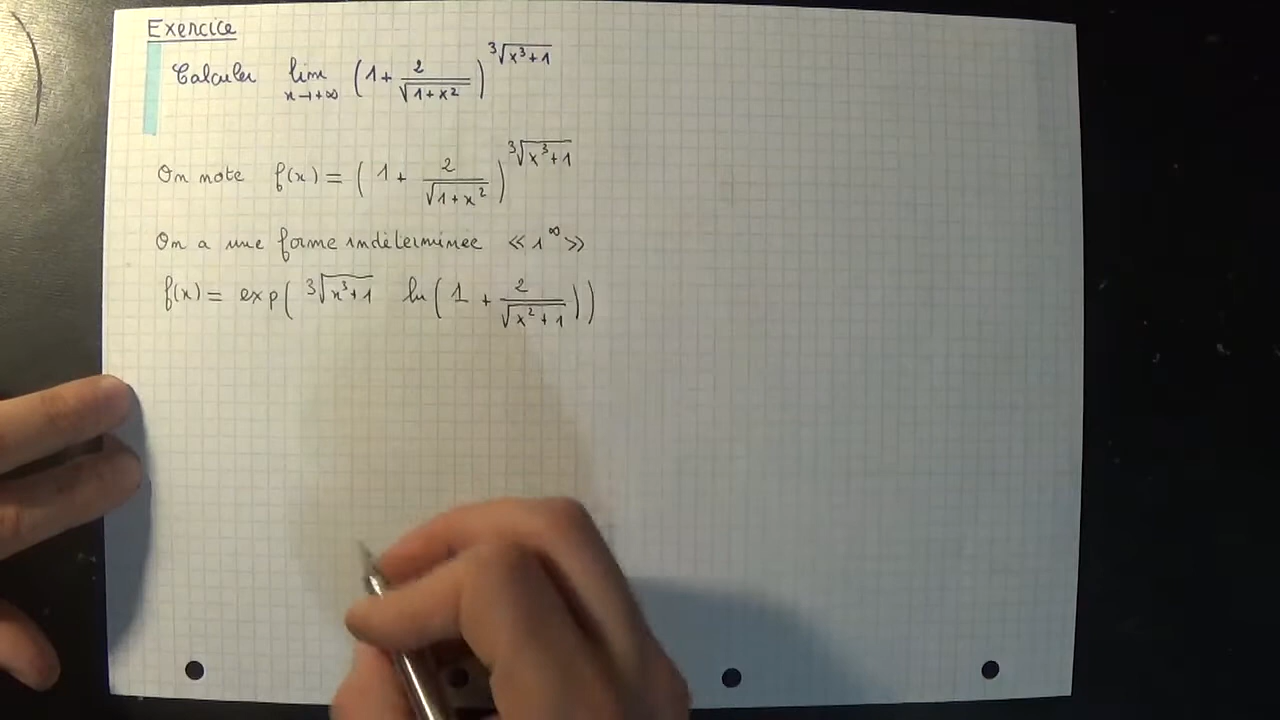 Exercice
Calculer lim x→+∞ (1 + 2/√(1+x²))^∛(x³+1)
On note f(x) = (1 + 2/√(1+x²))^∛(x³+1)
On a une forme indéterminée «1^∞»
f(x) = exp(∛(x³+1) ln(1 + 2/√(x²+1)))